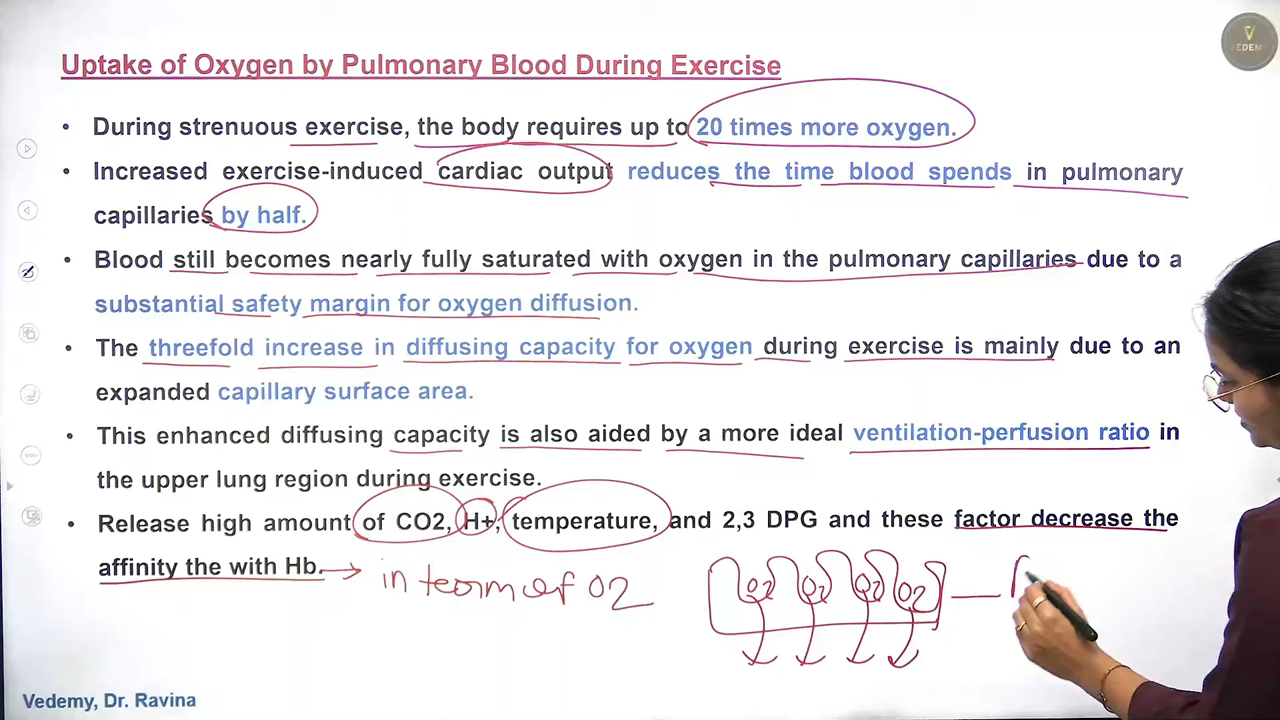 VEDEMY
Uptake of Oxygen by Pulmonary Blood During Exercise
• During strenuous exercise, the body requires up to 20 times more oxygen.
• Increased exercise-induced cardiac output reduces the time blood spends in pulmonary
capillaries by half.
• Blood still becomes nearly fully saturated with oxygen in the pulmonary capillaries due to a
substantial safety margin for oxygen diffusion.
• The threefold increase in diffusing capacity for oxygen during exercise is mainly due to an
expanded capillary surface area.
• This enhanced diffusing capacity is also aided by a more ideal ventilation-perfusion ratio in
the upper lung region during exercise.
• Release high amount of CO2, H+, temperature, and 2,3 DPG and these factor decrease the
affinity the with Hb. → in term of O2
O2 O2 O2 O2
Vedemy, Dr. Ravina